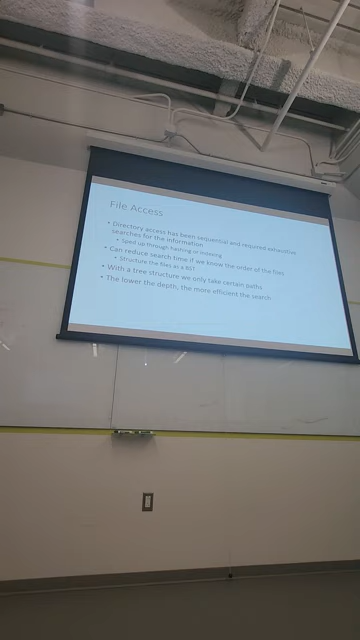 File Access
• Directory access has been sequential and required exhaustive
searches for the information
• Sped up through hashing or indexing
• Can reduce search time if we know the order of the files
• Structure the files as a BST
• With a tree structure we only take certain paths
• The lower the depth, the more efficient the search